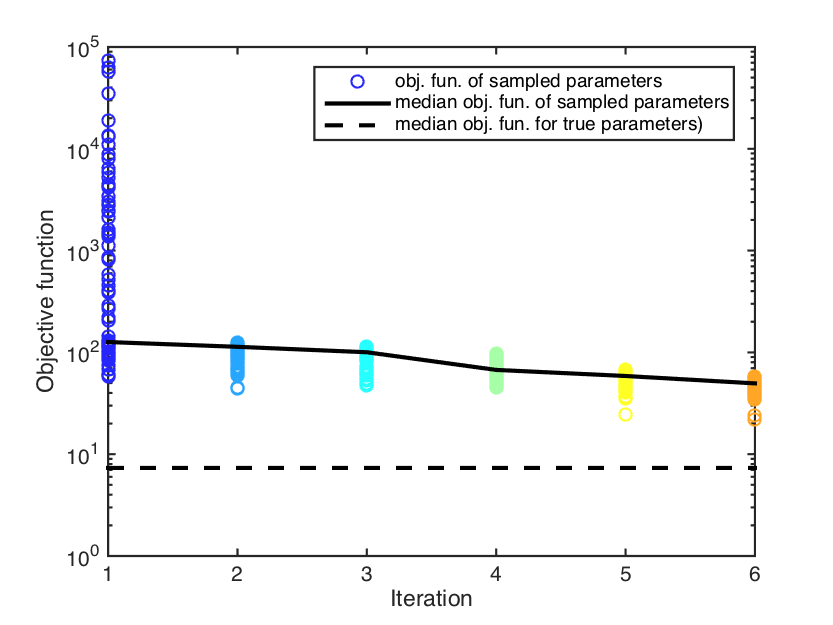 10^5
obj. fun. of sampled parameters
median obj. fun. of sampled parameters
median obj. fun. for true parameters)
10^4
10^3
Objective function
10^2
10^1
10^0
1 2 3 4 5 6
Iteration